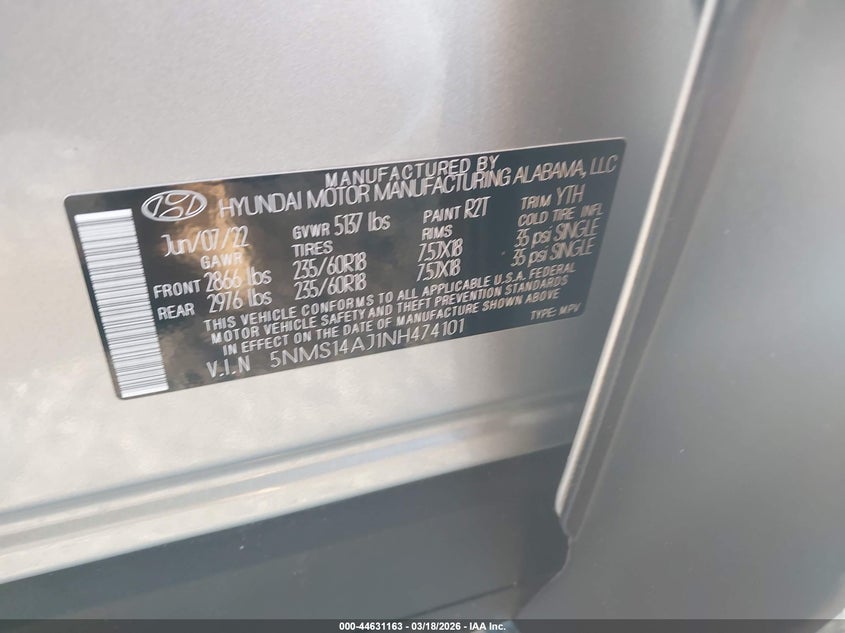 MANUFACTURED BY
HYUNDAI MOTOR MANUFACTURING ALABAMA, LLC
Jun/07/22 GVWR 5137 lbs PAINT R2T TRIM YTH
GAWR TIRES RIMS COLD TIRE INFL
FRONT 2866 lbs 235/60R18 7.5JX18 35 psi SINGLE
REAR 2976 lbs 235/60R18 7.5JX18 35 psi SINGLE
THIS VEHICLE CONFORMS TO ALL APPLICABLE U.S.A. FEDERAL
MOTOR VEHICLE SAFETY AND THEFT PREVENTION STANDARDS
IN EFFECT ON THE DATE OF MANUFACTURE SHOWN ABOVE
V.I.N 5NMS14AJ1NH474101 TYPE: MPV
000-44631163 — 03/18/2026 — IAA Inc.